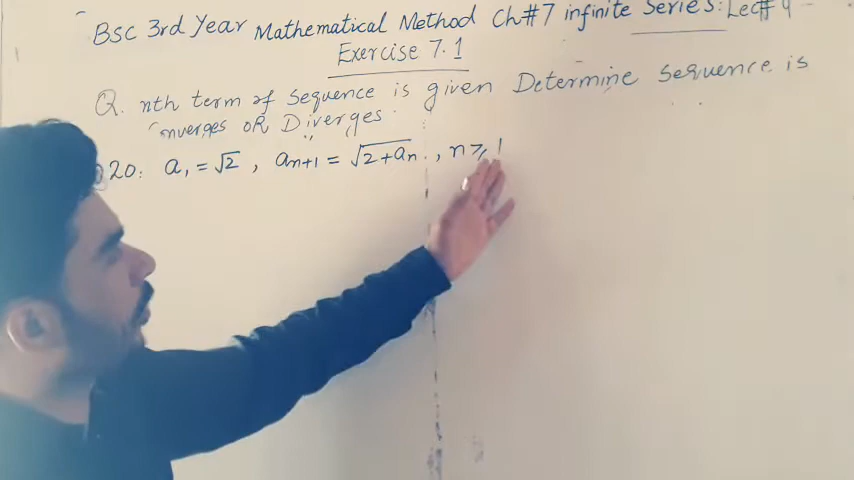 Bsc 3rd Year Mathematical Method Ch#7 infinite Series: Lec# 9
Exercise 7.1
Q. nth term of sequence is given Determine sequence is
Converges OR Diverges.
20: a₁ = √2 , aₙ₊₁ = √(2+aₙ) , n ≥ 1